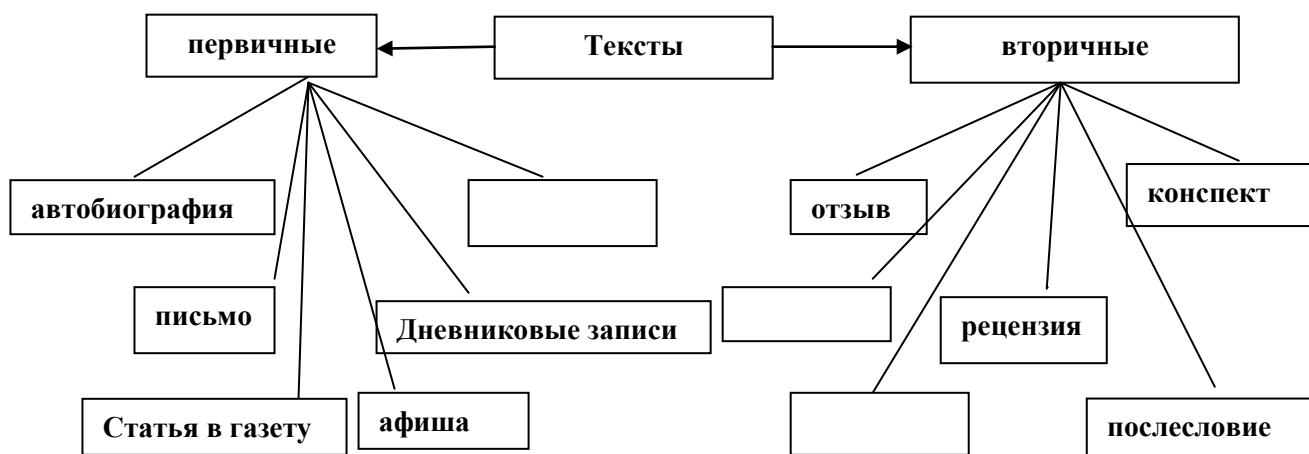 первичные
Тексты
вторичные
автобиография
отзыв
конспект
письмо
Дневниковые записи
рецензия
Статья в газету
афиша
послесловие